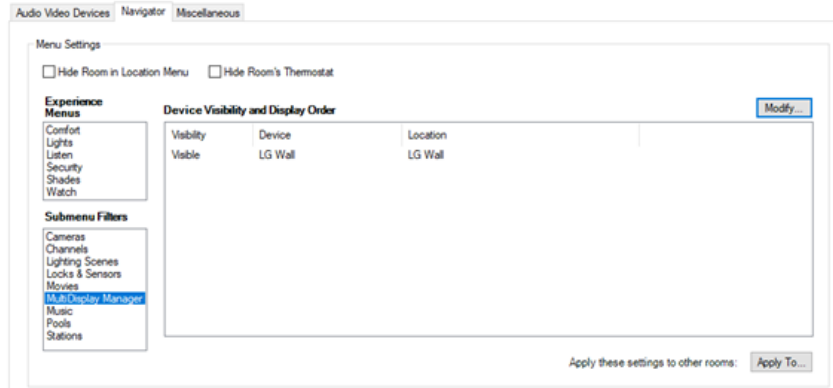 Audio Video Devices Navigator Miscellaneous
Menu Settings
Hide Room in Location Menu Hide Room's Thermostat
Experience
Menus
Comfort
Lights
Listen
Security
Shades
Watch
Device Visibility and Display Order Modify...
Visibility Device Location
Visible LG Wall LG Wall
Submenu Filters
Cameras
Channels
Lighting Scenes
Locks & Sensors
Movies
MultiDisplay Manager
Music
Pools
Stations
Apply these settings to other rooms: Apply To...